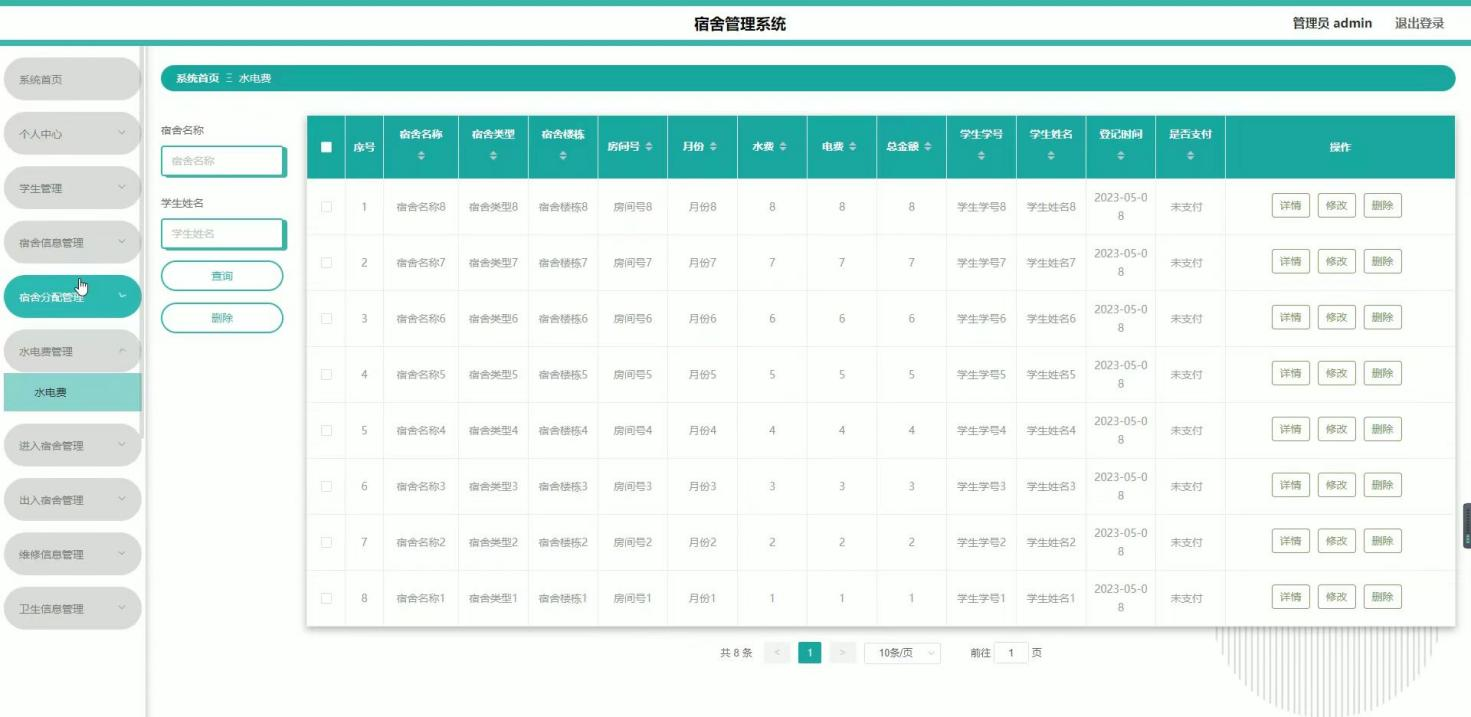 宿舍管理系统
管理员 admin 退出登录
系统首页
个人中心
学生管理
宿舍信息管理
宿舍分配管理
水电费管理
水电费
进入宿舍管理
出入宿舍管理
维修信息管理
卫生信息管理
系统首页 水电费
宿舍名称
宿舍名称
学生姓名
学生姓名
查询
删除
序号 宿舍名称 宿舍类型 宿舍楼栋 房间号 月份 水费 电费 总金额 学生学号 学生姓名 登记时间 是否支付 操作
1 宿舍名称8 宿舍类型8 宿舍楼栋8 房间号8 月份8 8 8 8 学生学号8 学生姓名8 2023-05-08 未支付 详情 修改 删除
2 宿舍名称7 宿舍类型7 宿舍楼栋7 房间号7 月份7 7 7 7 学生学号7 学生姓名7 2023-05-08 未支付 详情 修改 删除
3 宿舍名称6 宿舍类型6 宿舍楼栋6 房间号6 月份6 6 6 6 学生学号6 学生姓名6 2023-05-08 未支付 详情 修改 删除
4 宿舍名称5 宿舍类型5 宿舍楼栋5 房间号5 月份5 5 5 5 学生学号5 学生姓名5 2023-05-08 未支付 详情 修改 删除
5 宿舍名称4 宿舍类型4 宿舍楼栋4 房间号4 月份4 4 4 4 学生学号4 学生姓名4 2023-05-08 未支付 详情 修改 删除
6 宿舍名称3 宿舍类型3 宿舍楼栋3 房间号3 月份3 3 3 3 学生学号3 学生姓名3 2023-05-08 未支付 详情 修改 删除
7 宿舍名称2 宿舍类型2 宿舍楼栋2 房间号2 月份2 2 2 2 学生学号2 学生姓名2 2023-05-08 未支付 详情 修改 删除
8 宿舍名称1 宿舍类型1 宿舍楼栋1 房间号1 月份1 1 1 1 学生学号1 学生姓名1 2023-05-08 未支付 详情 修改 删除
共 8 条 < 1 > 10条/页 前往 1 页